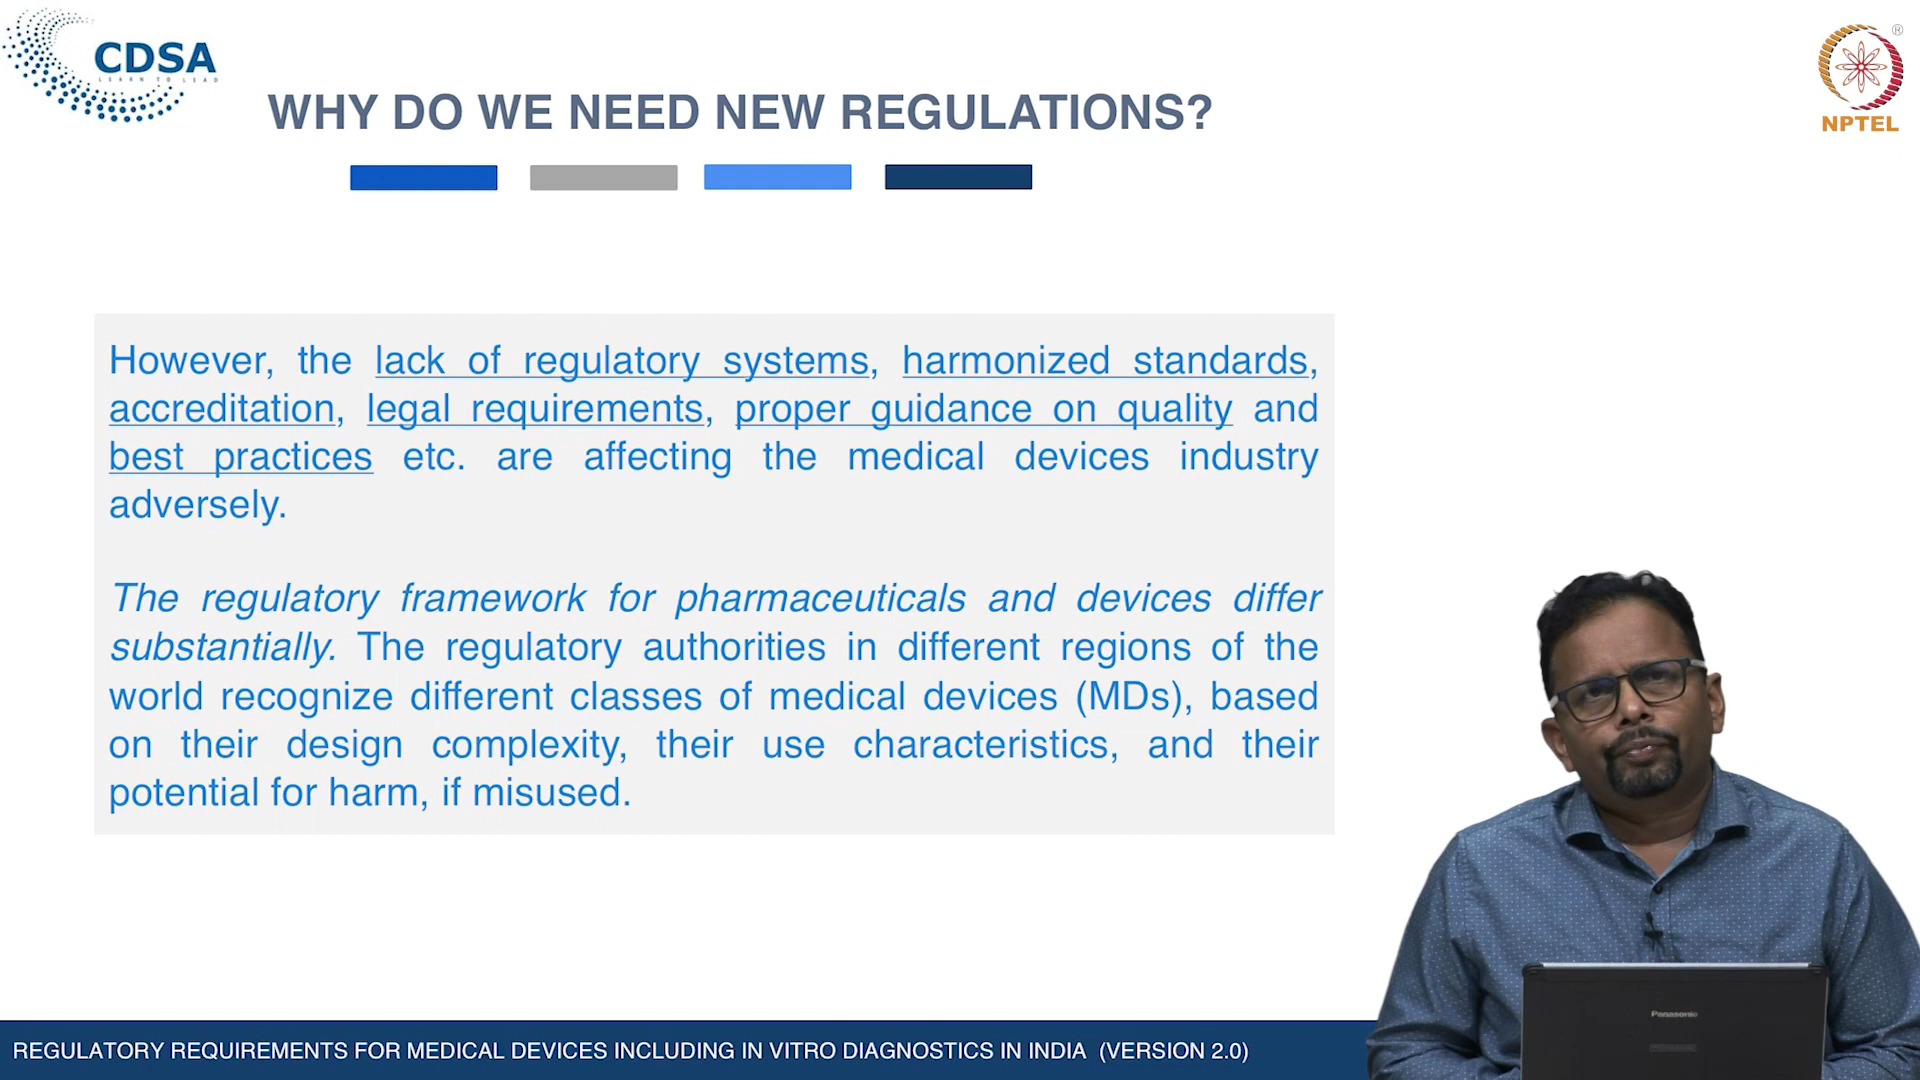 CDSA
LEARN TO LEAD
®
NPTEL
WHY DO WE NEED NEW REGULATIONS?
However, the lack of regulatory systems, harmonized standards,
accreditation, legal requirements, proper guidance on quality and
best practices etc. are affecting the medical devices industry
adversely.
The regulatory framework for pharmaceuticals and devices differ
substantially. The regulatory authorities in different regions of the
world recognize different classes of medical devices (MDs), based
on their design complexity, their use characteristics, and their
potential for harm, if misused.
Panasonic
REGULATORY REQUIREMENTS FOR MEDICAL DEVICES INCLUDING IN VITRO DIAGNOSTICS IN INDIA (VERSION 2.0)